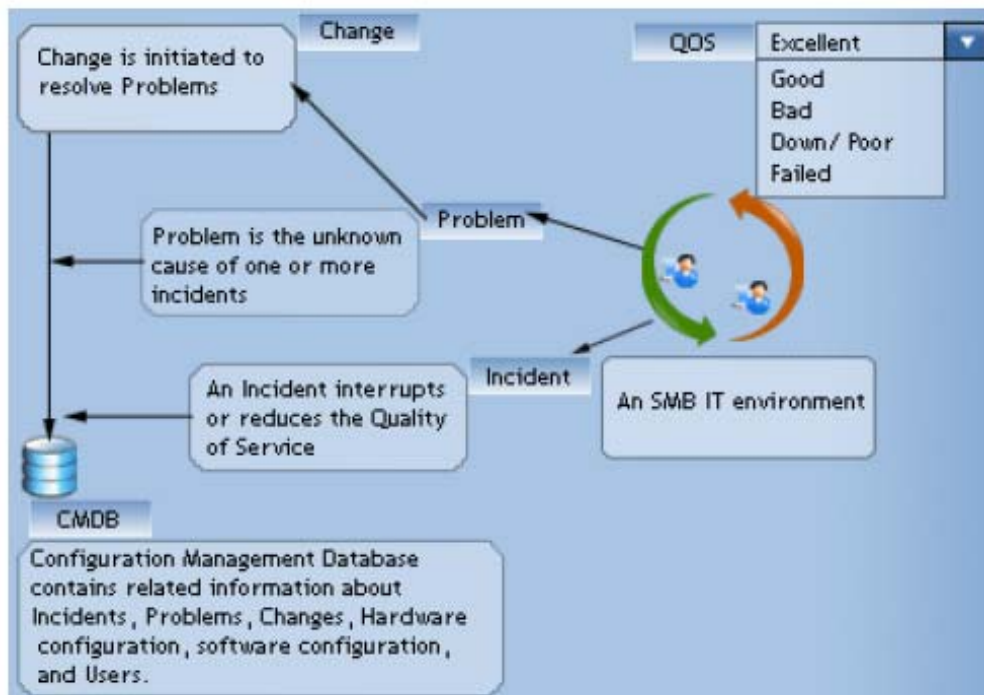 Change
Change is initiated to
resolve Problems
QOS
Excellent
Good
Bad
Down/ Poor
Failed
Problem
Problem is the unknown
cause of one or more
incidents
Incident
An Incident interrupts
or reduces the Quality
of Service
An SMB IT environment
CMDB
Configuration Management Database
contains related information about
Incidents, Problems, Changes, Hardware
configuration, software configuration,
and Users.